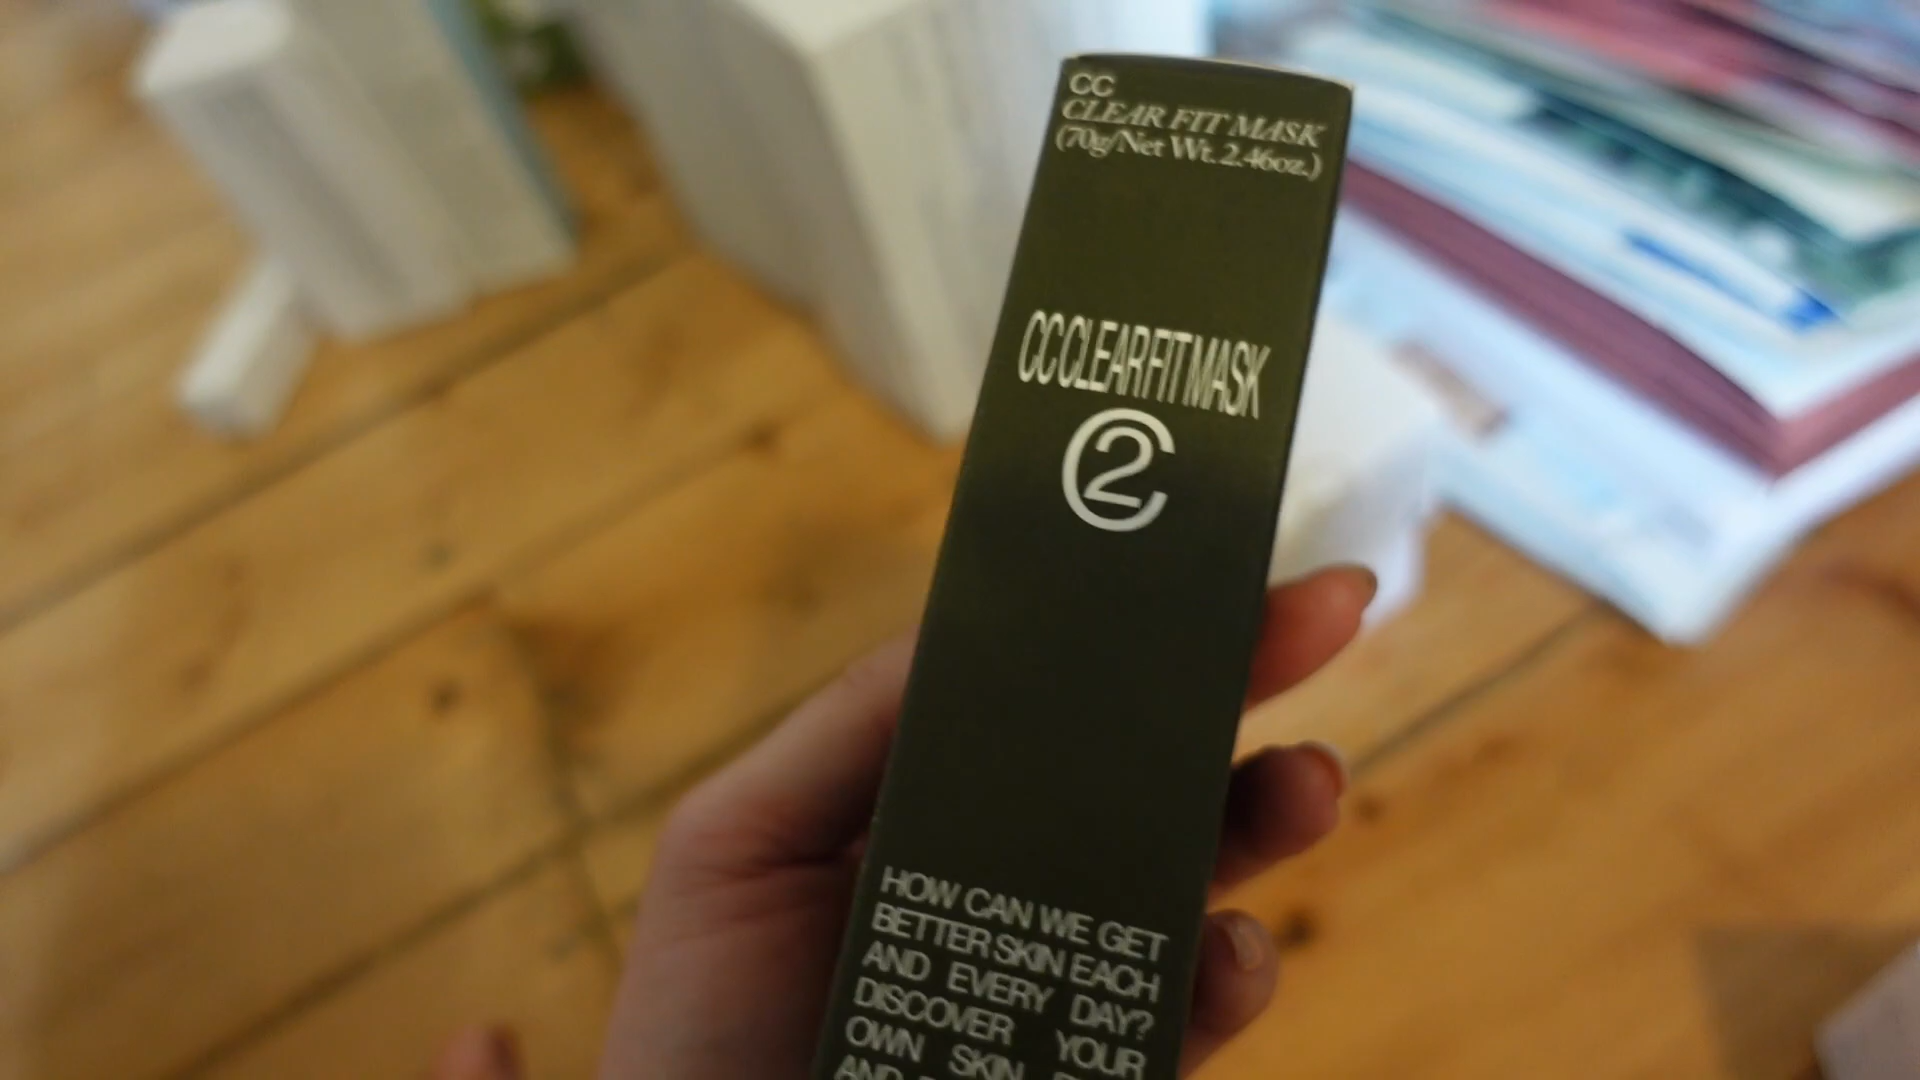 CC
CLEAR FIT MASK
(70g/Net Wt. 2.46oz.)
CC CLEAR FIT MASK
C2
HOW CAN WE GET
BETTER SKIN EACH
AND EVERY DAY?
DISCOVER YOUR
OWN SKIN
AND